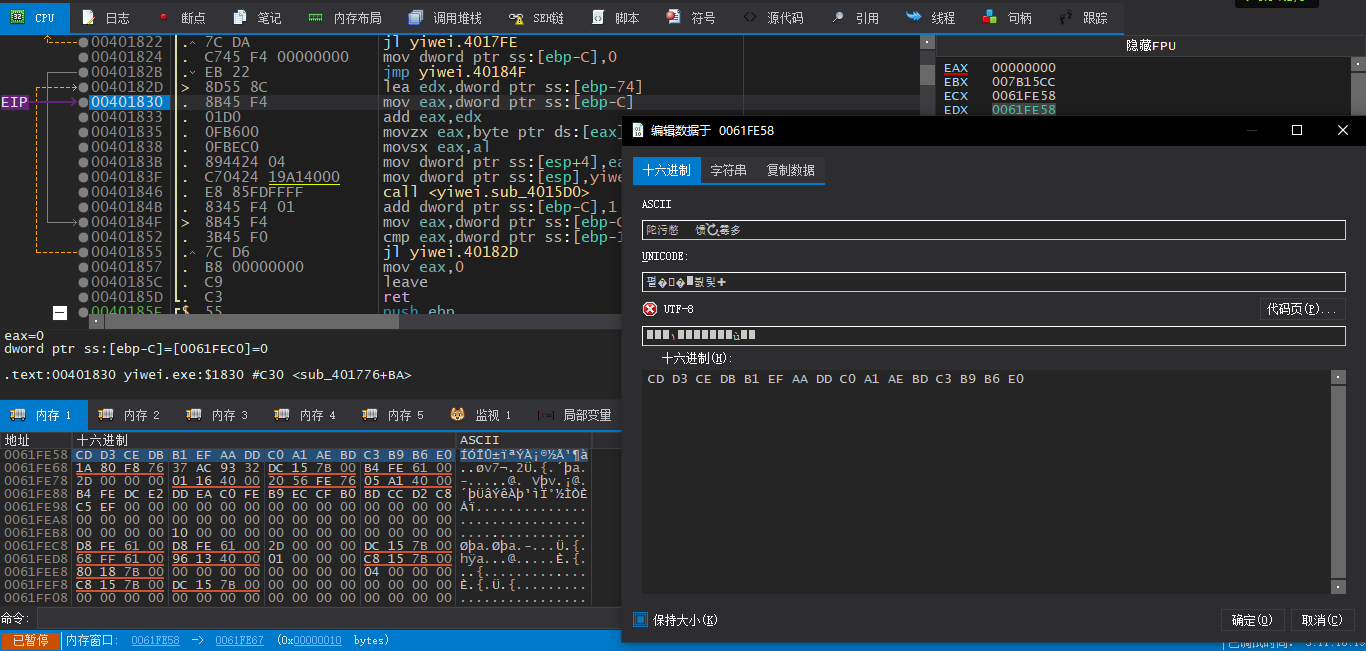 CPU 日志 断点 笔记 内存布局 调用堆栈 SEH链 脚本 符号 源代码 引用 线程 句柄 跟踪
隐藏FPU
00401822 7C DA jl yiwei.4017FE
00401824 C745 F4 00000000 mov dword ptr ss:[ebp-C],0
0040182B EB 22 jmp yiwei.40184F
0040182D 8D55 8C lea edx,dword ptr ss:[ebp-74]
EIP 00401830 8B45 F4 mov eax,dword ptr ss:[ebp-C]
00401833 01D0 add eax,edx
00401835 0FB600 movzx eax,byte ptr ds:[eax]
00401838 0FBEC0 movsx eax,al
0040183B 894424 04 mov dword ptr ss:[esp+4],ea
0040183F C70424 19A14000 mov dword ptr ss:[esp],yiwe
00401846 E8 85FDFFFF call <yiwei.sub_4015D0>
0040184B 8345 F4 01 add dword ptr ss:[ebp-C],1
0040184F 8B45 F4 mov eax,dword ptr ss:[ebp-C
00401852 3B45 F0 cmp eax,dword ptr ss:[ebp-1
00401855 7C D6 jl yiwei.40182D
00401857 B8 00000000 mov eax,0
0040185C C9 leave
0040185D C3 ret
0040185E 55 push ebp
EAX 00000000
EBX 007B15CC
ECX 0061FE58
EDX 0061FE58
eax=0
dword ptr ss:[ebp-C]=[0061FEC0]=0
.text:00401830 yiwei.exe:$1830 #C30 <sub_401776+BA>
内存 1 内存 2 内存 3 内存 4 内存 5 监视 1 局部变量
地址 十六进制 ASCII
0061FE58 CD D3 CE DB B1 EF AA DD C0 A1 AE BD C3 B9 B6 E0 ÍÓÎÛ±ïªÝÀ¡®½Ã¹¶à
0061FE68 1A 80 F8 76 37 AC 93 32 DC 15 7B 00 B4 FE 61 00 ..øv7¬.2Ü.{.´þa.
0061FE78 2D 00 00 00 01 16 40 00 20 56 FE 76 05 A1 40 00 -.....@. Vþv.¡@.
0061FE88 B4 FE DC E2 DD EA C0 FE B9 EC CF B0 BD CC D2 C8 ´þÜâÝêÀþ¹ìÏ°½ÌÒÈ
0061FE98 C5 EF 00 00 00 00 00 00 00 00 00 00 00 00 00 00 Åï..............
0061FEA8 00 00 00 00 00 00 00 00 00 00 00 00 00 00 00 00 ................
0061FEB8 00 00 00 00 10 00 00 00 00 00 00 00 00 00 00 00 ................
0061FEC8 D8 FE 61 00 D8 FE 61 00 2D 00 00 00 DC 15 7B 00 Øþa.Øþa.-...Ü.{.
0061FED8 68 FF 61 00 96 13 40 00 01 00 00 00 C8 15 7B 00 hÿa...@.....È.{.
0061FEE8 80 18 7B 00 00 00 00 00 00 00 00 00 04 00 00 00 ..{.............
0061FEF8 C8 15 7B 00 DC 15 7B 00 00 00 00 00 00 00 00 00 È.{.Ü.{.........
0061FF08 00 00 00 00 00 00 00 00 00 00 00 00 00 00 00 00 ................
命令:
已暂停 内存窗口: 0061FE58 -> 0061FE67 (0x00000010 bytes)
编辑数据于 0061FE58
十六进制 字符串 复制数据
ASCII
UNICODE:
UTF-8 代码页(P)...
十六进制(H):
CD D3 CE DB B1 EF AA DD C0 A1 AE BD C3 B9 B6 E0
保持大小(K) 确定(O) 取消(C)